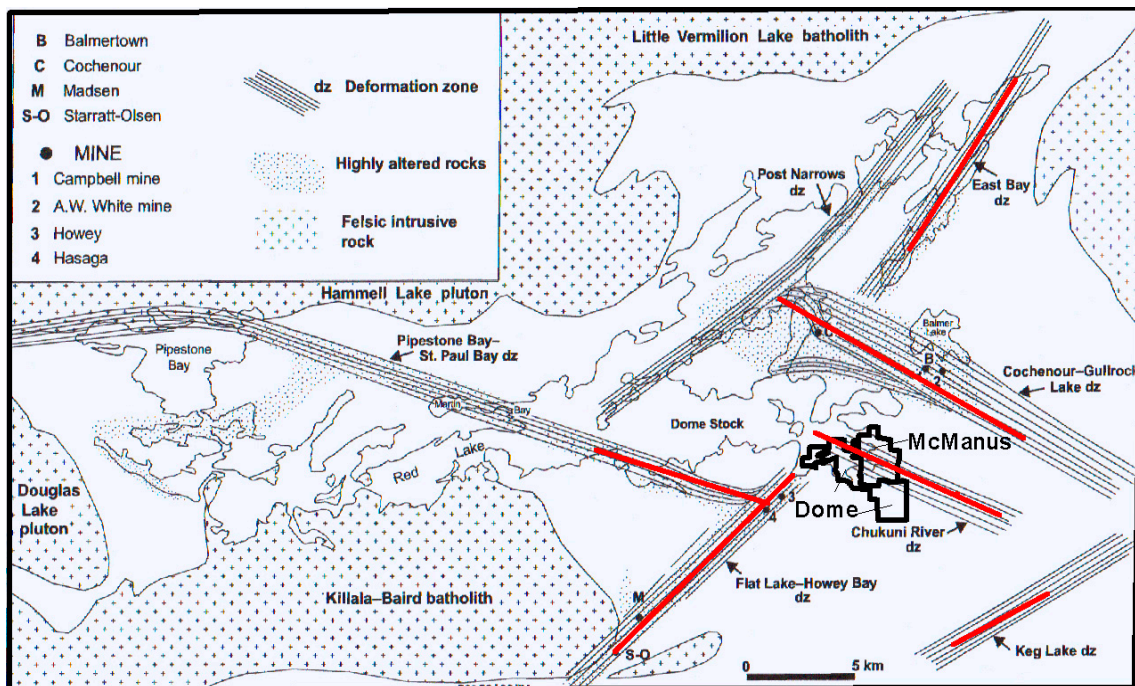 B Balmertown
C Cochenour
M Madsen
S-O Starratt-Olsen
MINE
1 Campbell mine
2 A.W. White mine
3 Howey
4 Hasaga
dz Deformation zone
Highly altered rocks
Felsic intrusive
rock
Little Vermilion Lake batholith
Post Narrows
dz
East Bay
dz
Hammell Lake pluton
Pipestone
Bay
Pipestone Bay–
St. Paul Bay dz
C
Balmer
Lake
B
1
2
Cochenour–Gullrock
Lake dz
Martin
Bay
Red Lake
Dome Stock
McManus
Dome
3
4
Chukuni River
dz
Douglas
Lake
pluton
Flat Lake–Howey Bay
dz
Killala–Baird batholith
M
S-O
Keg Lake dz
0 5 km